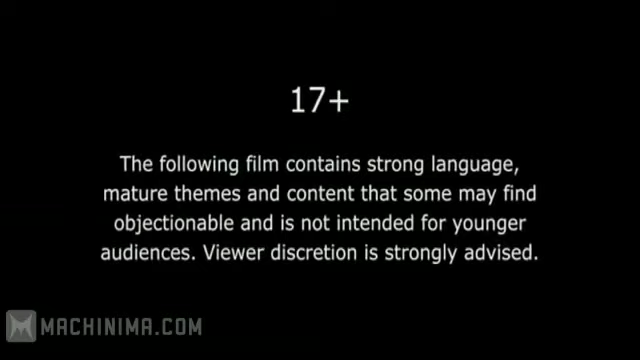 17+
The following film contains strong language,
mature themes and content that some may find
objectionable and is not intended for younger
audiences. Viewer discretion is strongly advised.
MACHINIMA.COM